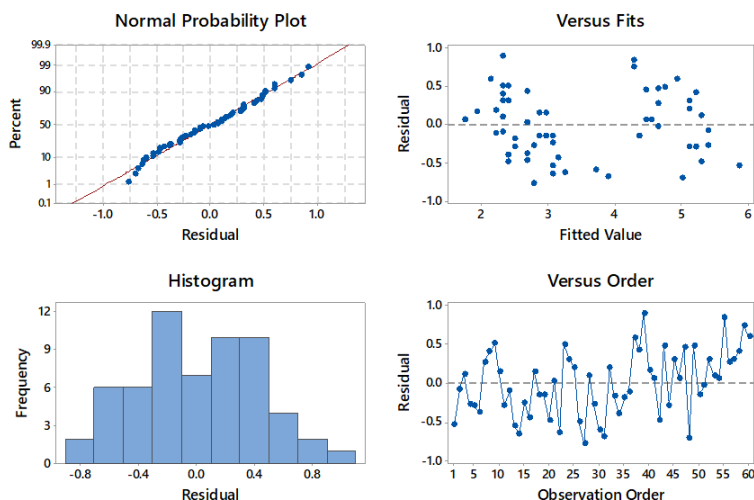 Normal Probability Plot
99.9
99
90
50
10
1
0.1
Percent
-1.0 -0.5 0.0 0.5 1.0
Residual
Versus Fits
1.0
0.5
0.0
-0.5
-1.0
Residual
2 3 4 5 6
Fitted Value
Histogram
12
9
6
3
0
Frequency
-0.8 -0.4 0.0 0.4 0.8
Residual
Versus Order
1.0
0.5
0.0
-0.5
-1.0
Residual
1 5 10 15 20 25 30 35 40 45 50 55 60
Observation Order